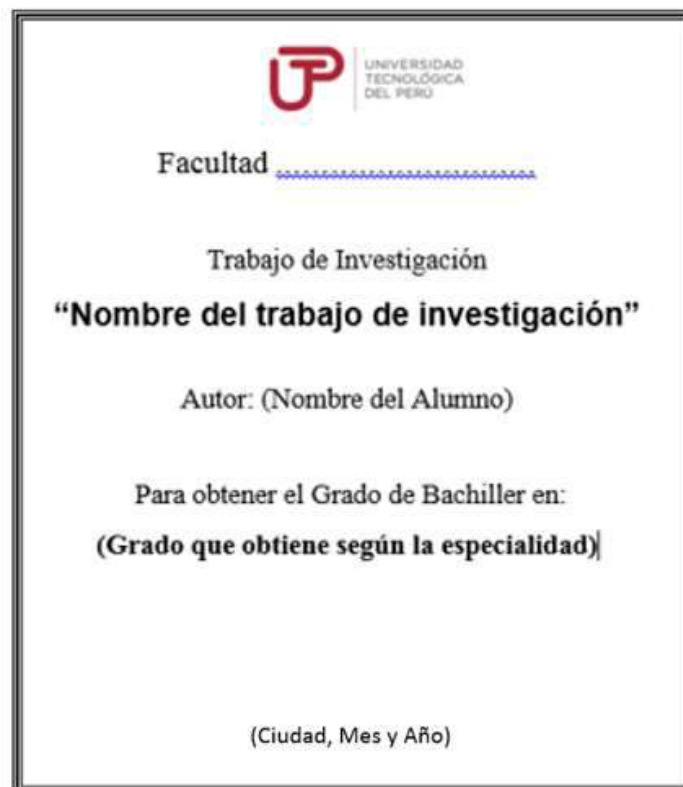 UTP
UNIVERSIDAD
TECNOLÓGICA
DEL PERÚ
Facultad ..............................
Trabajo de Investigación
“Nombre del trabajo de investigación”
Autor: (Nombre del Alumno)
Para obtener el Grado de Bachiller en:
(Grado que obtiene según la especialidad)
(Ciudad, Mes y Año)